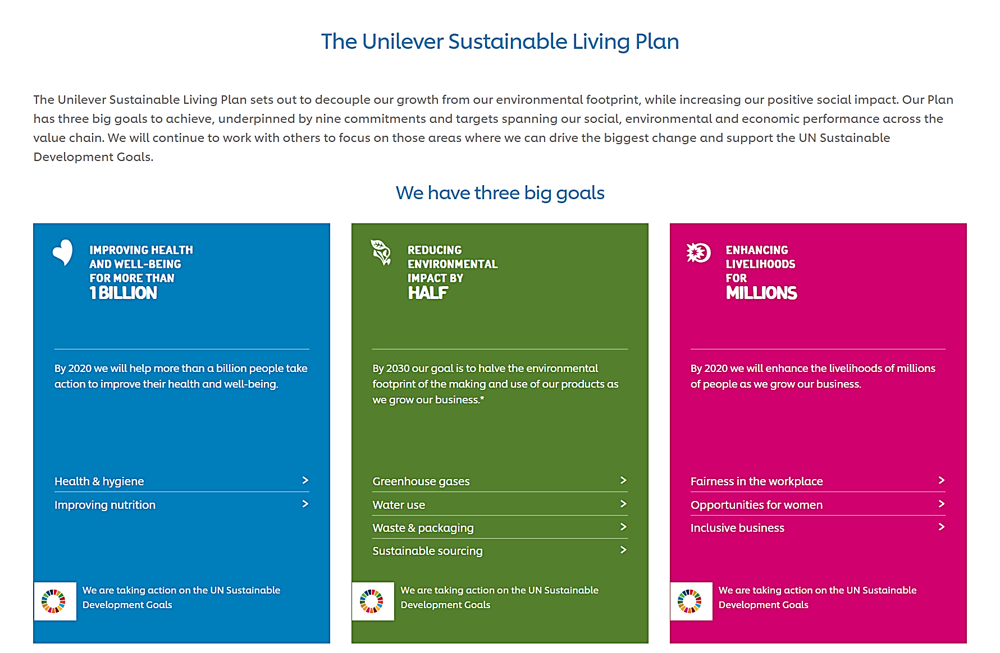 The Unilever Sustainable Living Plan
The Unilever Sustainable Living Plan sets out to decouple our growth from our environmental footprint, while increasing our positive social impact. Our Plan
has three big goals to achieve, underpinned by nine commitments and targets spanning our social, environmental and economic performance across the
value chain. We will continue to work with others to focus on those areas where we can drive the biggest change and support the UN Sustainable
Development Goals.
We have three big goals
IMPROVING HEALTH
AND WELL-BEING
FOR MORE THAN
1 BILLION
By 2020 we will help more than a billion people take
action to improve their health and well-being.
Health & hygiene
Improving nutrition
We are taking action on the UN Sustainable
Development Goals
REDUCING
ENVIRONMENTAL
IMPACT BY
HALF
By 2030 our goal is to halve the environmental
footprint of the making and use of our products as
we grow our business.*
Greenhouse gases
Water use
Waste & packaging
Sustainable sourcing
We are taking action on the UN Sustainable
Development Goals
ENHANCING
LIVELIHOODS
FOR
MILLIONS
By 2020 we will enhance the livelihoods of millions
of people as we grow our business.
Fairness in the workplace
Opportunities for women
Inclusive business
We are taking action on the UN Sustainable
Development Goals